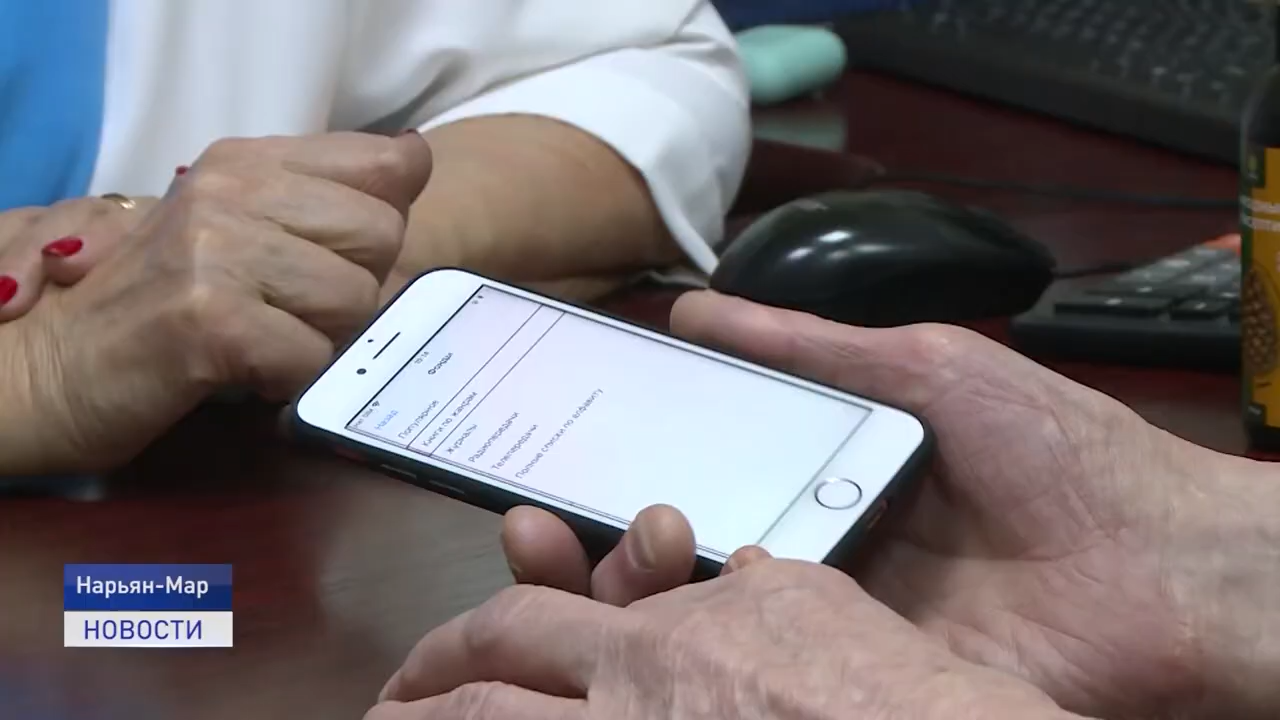 Назад
Фонды
Популярное
Книги по жанрам
Журналы
Радиопередачи
Телепередачи
Полные списки по алфавиту
Нарьян-Мар
НОВОСТИ